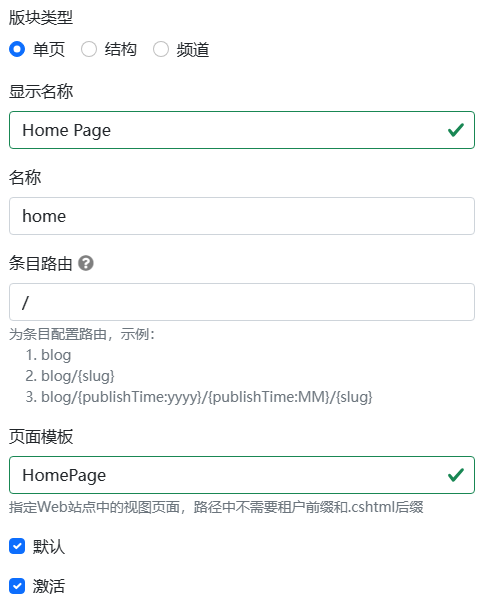 版块类型
单页 结构 频道
显示名称
Home Page
名称
home
条目路由
/
为条目配置路由，示例：
1. blog
2. blog/{slug}
3. blog/{publishTime:yyyy}/{publishTime:MM}/{slug}
页面模板
HomePage
指定Web站点中的视图页面，路径中不需要租户前缀和.cshtml后缀
默认
激活